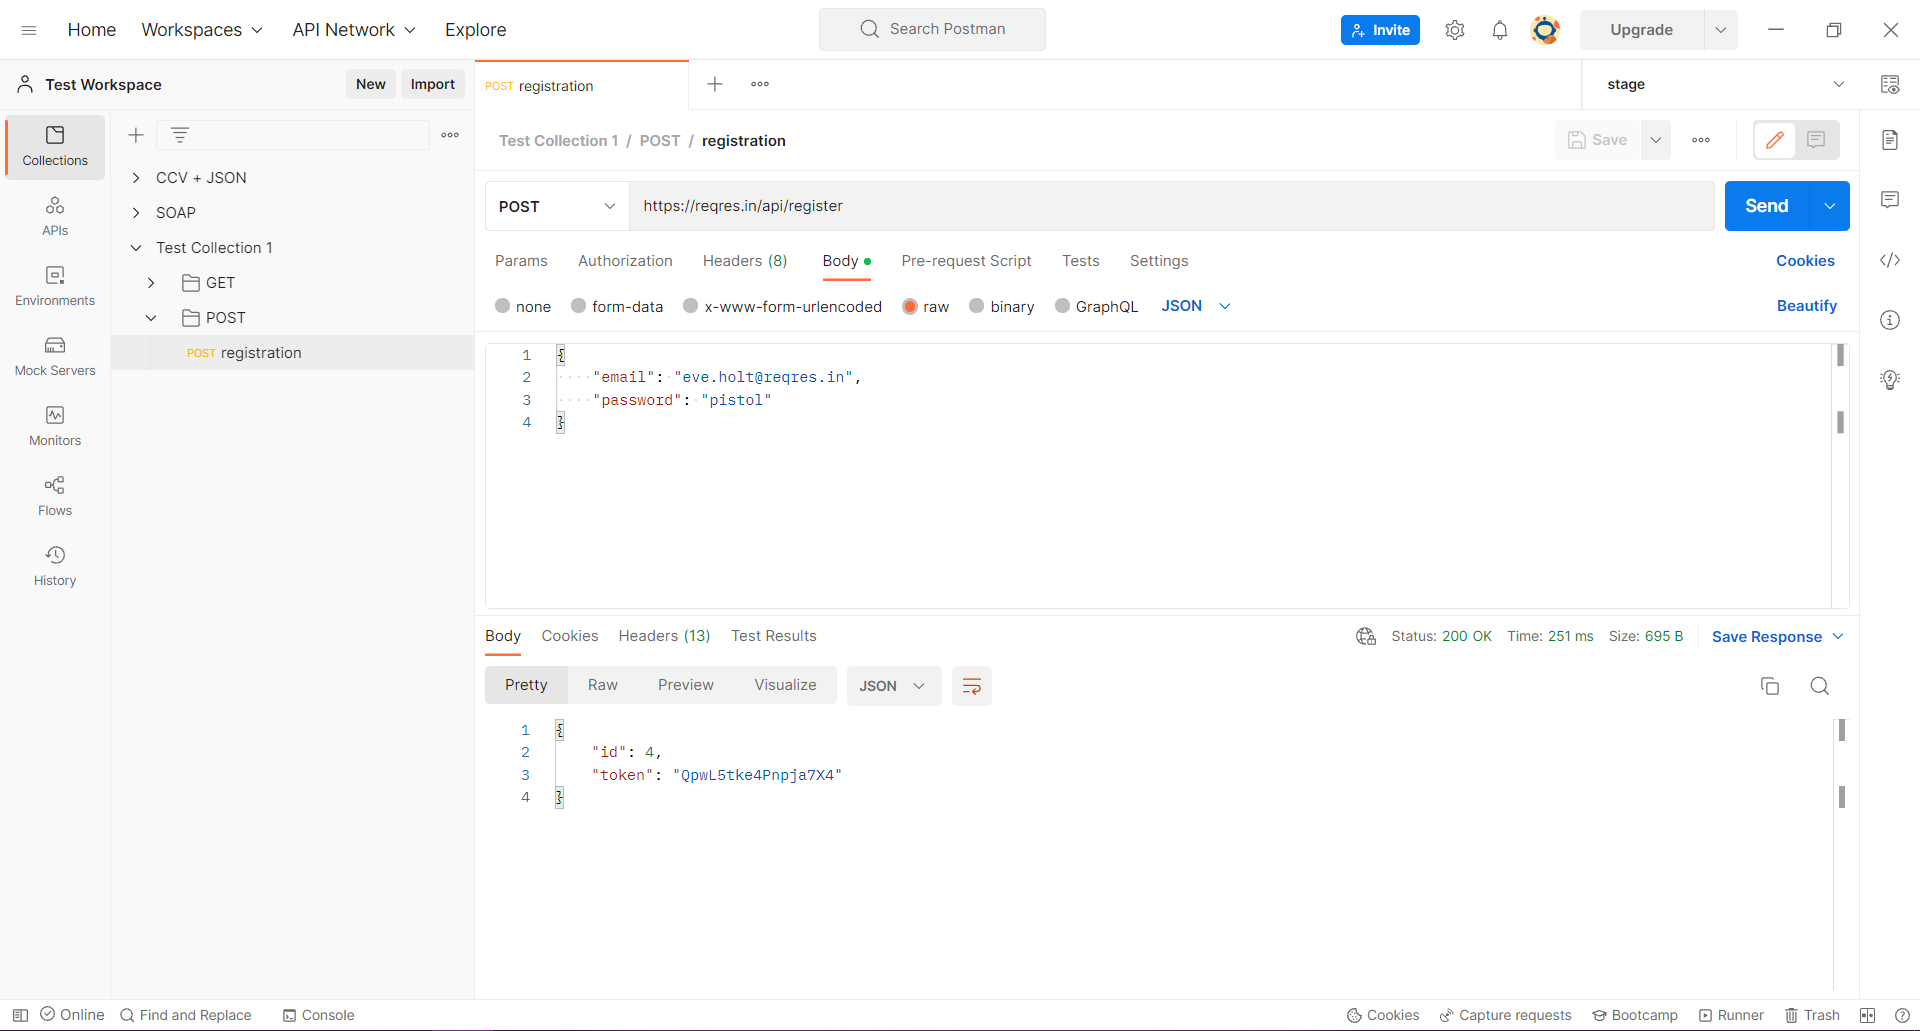 Home Workspaces API Network Explore Search Postman Invite Upgrade
Test Workspace New Import POST registration stage
Test Collection 1 / POST / registration Save
Collections
APIs
Environments
Mock Servers
Monitors
Flows
History
CCV + JSON
SOAP
Test Collection 1
GET
POST
POST registration
POST https://reqres.in/api/register Send
Params Authorization Headers (8) Body Pre-request Script Tests Settings Cookies
none form-data x-www-form-urlencoded raw binary GraphQL JSON Beautify
1 {
2 "email": "eve.holt@reqres.in",
3 "password": "pistol"
4 }
Body Cookies Headers (13) Test Results Status: 200 OK Time: 251 ms Size: 695 B Save Response
Pretty Raw Preview Visualize JSON
1 {
2 "id": 4,
3 "token": "QpwL5tke4Pnpja7X4"
4 }
Online Find and Replace Console Cookies Capture requests Bootcamp Runner Trash